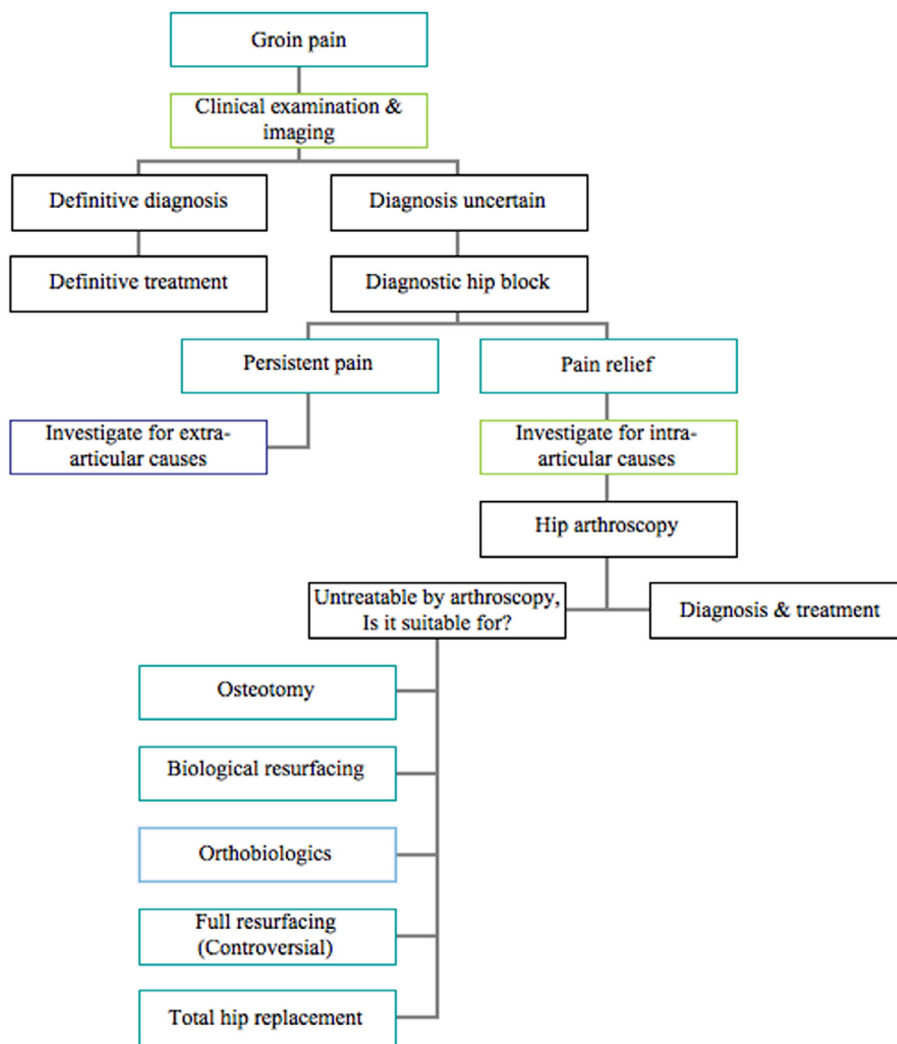 Groin pain
Clinical examination &
imaging
Definitive diagnosis
Diagnosis uncertain
Definitive treatment
Diagnostic hip block
Persistent pain
Pain relief
Investigate for extra-
articular causes
Investigate for intra-
articular causes
Hip arthroscopy
Untreatable by arthroscopy,
Is it suitable for?
Diagnosis & treatment
Osteotomy
Biological resurfacing
Orthobiologics
Full resurfacing
(Controversial)
Total hip replacement